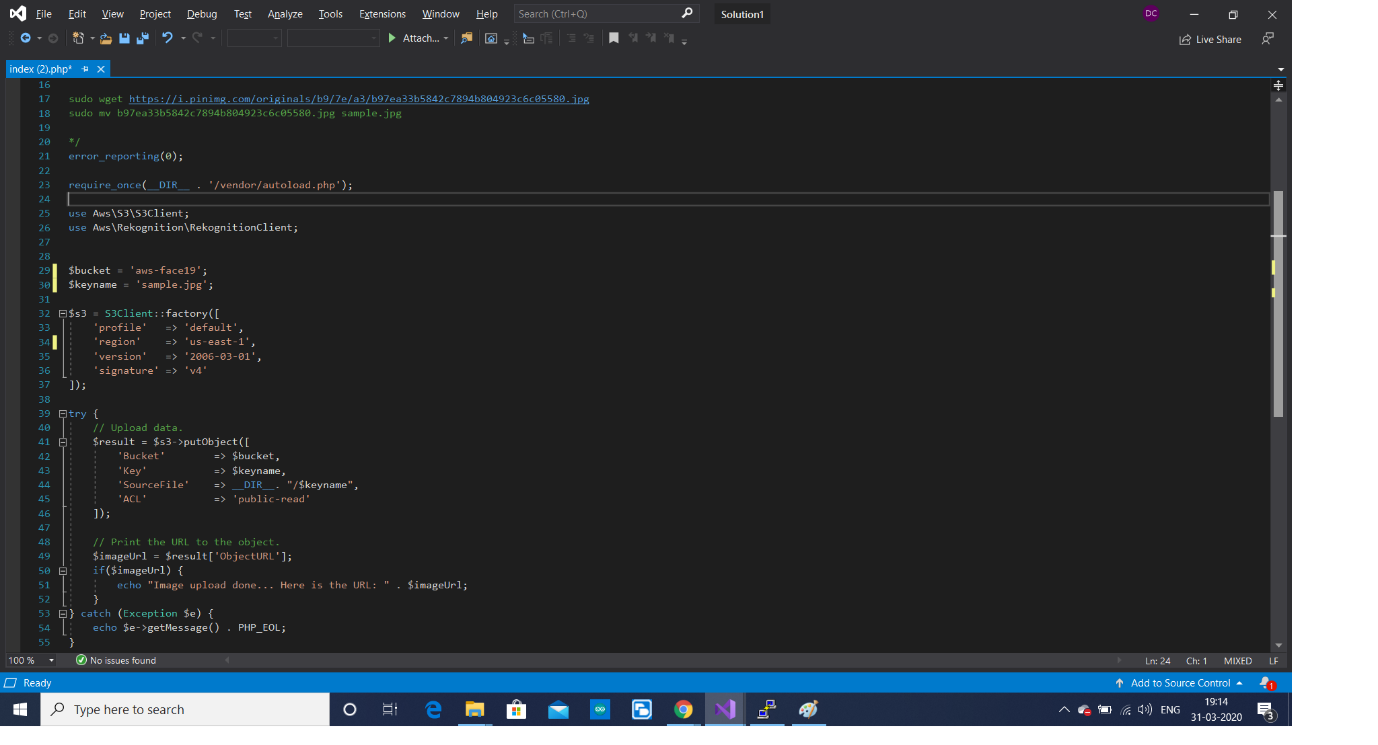 File Edit View Project Debug Test Analyze Tools Extensions Window Help Search (Ctrl+Q) Solution1 DC
Attach... Live Share
index (2).php*
16
17 sudo wget https://i.pinimg.com/originals/b9/7e/a3/b97ea33b5842c7894b804923c6c05580.jpg
18 sudo mv b97ea33b5842c7894b804923c6c05580.jpg sample.jpg
19
20 */
21 error_reporting(0);
22
23 require_once(__DIR__ . '/vendor/autoload.php');
24
25 use Aws\S3\S3Client;
26 use Aws\Rekognition\RekognitionClient;
27
28
29 $bucket = 'aws-face19';
30 $keyname = 'sample.jpg';
31
32 $s3 = S3Client::factory([
33 'profile' => 'default',
34 'region' => 'us-east-1',
35 'version' => '2006-03-01',
36 'signature' => 'v4'
37 ]);
38
39 try {
40 // Upload data.
41 $result = $s3->putObject([
42 'Bucket' => $bucket,
43 'Key' => $keyname,
44 'SourceFile' => __DIR__. "/$keyname",
45 'ACL' => 'public-read'
46 ]);
47
48 // Print the URL to the object.
49 $imageUrl = $result['ObjectURL'];
50 if($imageUrl) {
51 echo "Image upload done... Here is the URL: " . $imageUrl;
52 }
53 } catch (Exception $e) {
54 echo $e->getMessage() . PHP_EOL;
55 }
100 % No issues found Ln: 24 Ch: 1 MIXED LF
Ready Add to Source Control 1
Type here to search ENG 19:14
31-03-2020 3